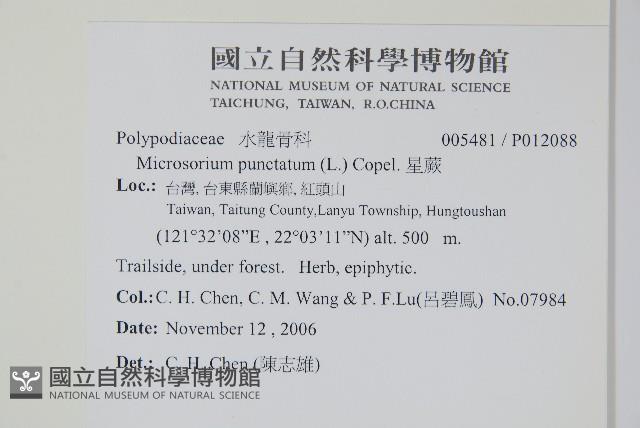 國立自然科學博物館
NATIONAL MUSEUM OF NATURAL SCIENCE
TAICHUNG, TAIWAN, R.O.CHINA
Polypodiaceae 水龍骨科 005481 / P012088
Microsorium punctatum (L.) Copel. 星蕨
Loc.: 台灣, 台東縣蘭嶼鄉, 紅頭山
Taiwan, Taitung County,Lanyu Township, Hungtoushan
(121°32’08”E , 22°03’11”N) alt. 500 m.
Trailside, under forest. Herb, epiphytic.
Col.: C. H. Chen, C. M. Wang & P. F.Lu(呂碧鳳) No.07984
Date: November 12 , 2006
Det.: C. H. Chen (陳志雄)
國立自然科學博物館
NATIONAL MUSEUM OF NATURAL SCIENCE